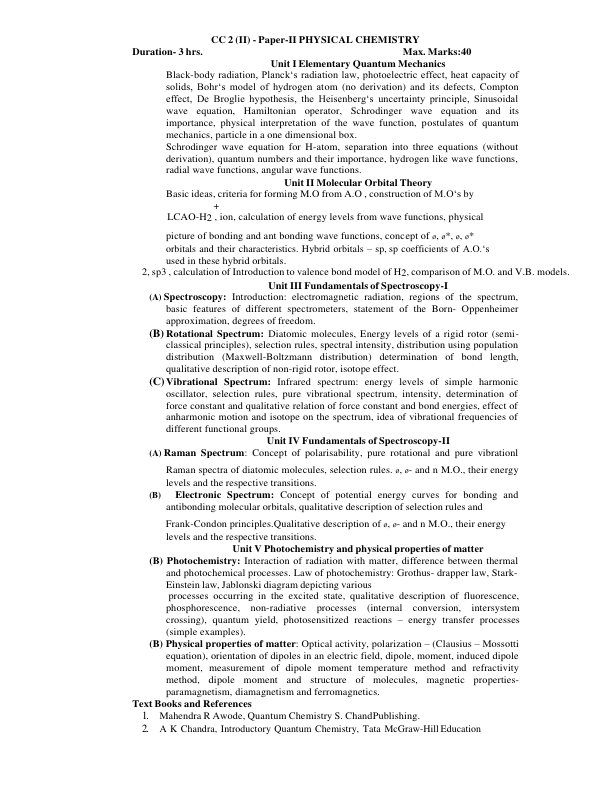 CC 2 (II) - Paper-II PHYSICAL CHEMISTRY
Duration- 3 hrs. Max. Marks:40
Unit I Elementary Quantum Mechanics
Black-body radiation, Planck's radiation law, photoelectric effect, heat capacity of
solids, Bohr's model of hydrogen atom (no derivation) and its defects, Compton
effect, De Broglie hypothesis, the Heisenberg's uncertainty principle, Sinusoidal
wave equation, Hamiltonian operator, Schrodinger wave equation and its
importance, physical interpretation of the wave function, postulates of quantum
mechanics, particle in a one dimensional box.
Schrodinger wave equation for H-atom, separation into three equations (without
derivation), quantum numbers and their importance, hydrogen like wave functions,
radial wave functions, angular wave functions.
Unit II Molecular Orbital Theory
Basic ideas, criteria for forming M.O from A.O , construction of M.O's by
+
LCAO-H2 , ion, calculation of energy levels from wave functions, physical
picture of bonding and ant bonding wave functions, concept of ø, ø*, ø, ø*
orbitals and their characteristics. Hybrid orbitals – sp, sp coefficients of A.O.'s
used in these hybrid orbitals.
2, sp3 , calculation of Introduction to valence bond model of H2, comparison of M.O. and V.B. models.
Unit III Fundamentals of Spectroscopy-I
(A) Spectroscopy: Introduction: electromagnetic radiation, regions of the spectrum,
basic features of different spectrometers, statement of the Born- Oppenheimer
approximation, degrees of freedom.
(B) Rotational Spectrum: Diatomic molecules, Energy levels of a rigid rotor (semi-
classical principles), selection rules, spectral intensity, distribution using population
distribution (Maxwell-Boltzmann distribution) determination of bond length,
qualitative description of non-rigid rotor, isotope effect.
(C) Vibrational Spectrum: Infrared spectrum: energy levels of simple harmonic
oscillator, selection rules, pure vibrational spectrum, intensity, determination of
force constant and qualitative relation of force constant and bond energies, effect of
anharmonic motion and isotope on the spectrum, idea of vibrational frequencies of
different functional groups.
Unit IV Fundamentals of Spectroscopy-II
(A) Raman Spectrum: Concept of polarisability, pure rotational and pure vibrationl
Raman spectra of diatomic molecules, selection rules. ø, ø- and n M.O., their energy
levels and the respective transitions.
(B) Electronic Spectrum: Concept of potential energy curves for bonding and
antibonding molecular orbitals, qualitative description of selection rules and
Frank-Condon principles.Qualitative description of ø, ø- and n M.O., their energy
levels and the respective transitions.
Unit V Photochemistry and physical properties of matter
(B) Photochemistry: Interaction of radiation with matter, difference between thermal
and photochemical processes. Law of photochemistry: Grothus- drapper law, Stark-
Einstein law, Jablonski diagram depicting various
processes occurring in the excited state, qualitative description of fluorescence,
phosphorescence, non-radiative processes (internal conversion, intersystem
crossing), quantum yield, photosensitized reactions – energy transfer processes
(simple examples).
(B) Physical properties of matter: Optical activity, polarization – (Clausius – Mossotti
equation), orientation of dipoles in an electric field, dipole, moment, induced dipole
moment, measurement of dipole moment temperature method and refractivity
method, dipole moment and structure of molecules, magnetic properties-
paramagnetism, diamagnetism and ferromagnetics.
Text Books and References
1. Mahendra R Awode, Quantum Chemistry S. ChandPublishing.
2. A K Chandra, Introductory Quantum Chemistry, Tata McGraw-Hill Education